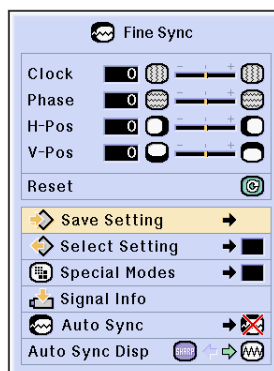 Fine Sync
Clock 0 - +
Phase 0 - +
H-Pos 0 - +
V-Pos 0 - +
Reset
Save Setting
Select Setting
Special Modes
Signal Info
Auto Sync
Auto Sync Disp SHARP